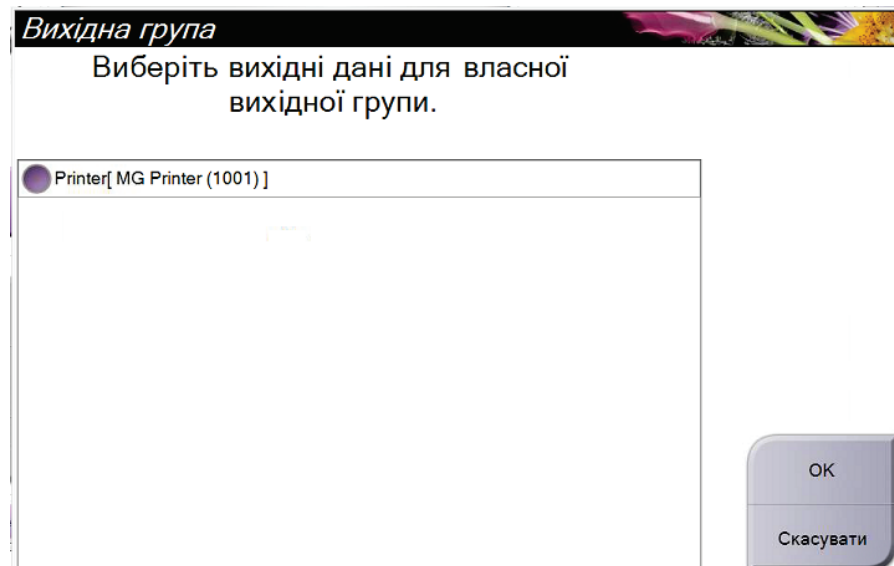 Вихідна група
Виберіть вихідні дані для власної
вихідної групи.
Printer[ MG Printer (1001) ]
OK
Скасувати